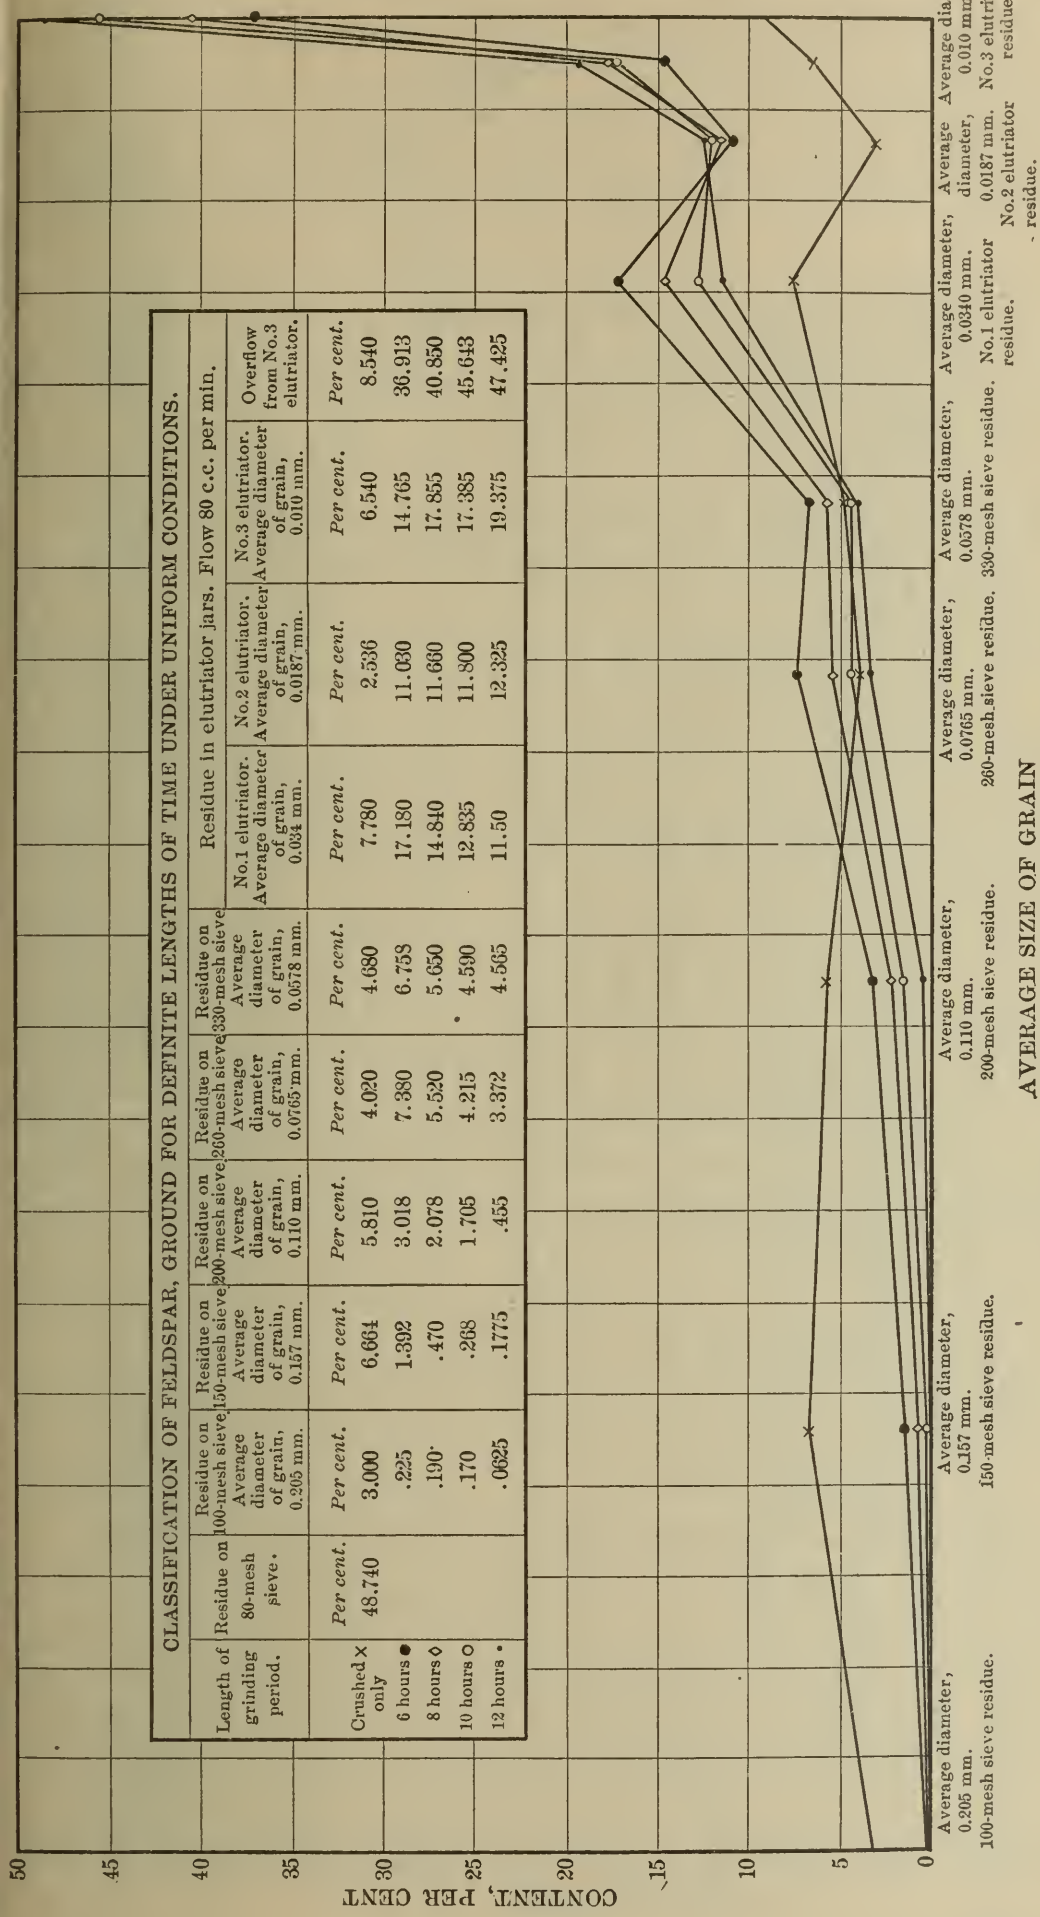 CLASSIFICATION OF FELDSPAR, GROUND FOR DEFINITE LENGTHS OF TIME UNDER UNIFORM CONDITIONS.
Length of grinding period.
Residue on 80-mesh sieve.
Residue on 100-mesh sieve Average diameter of grain, 0.205 mm.
Residue on 150-mesh sieve Average diameter of grain, 0.157 mm.
Residue on 200-mesh sieve Average diameter of grain, 0.110 mm.
Residue on 260-mesh sieve Average diameter of grain, 0.0765 mm.
Residue on 330-mesh sieve Average diameter of grain, 0.0578 mm.
Residue in elutriator jars. Flow 80 c.c. per min.
No.1 elutriator. Average diameter of grain, 0.034 mm.
No.2 elutriator. Average diameter of grain, 0.0187 mm.
No.3 elutriator. Average diameter of grain, 0.010 mm.
Overflow from No.3 elutriator.
Per cent. Per cent. Per cent. Per cent. Per cent. Per cent. Per cent. Per cent. Per cent. Per cent.
Crushed × only 48.740 3.000 6.664 5.810 4.020 4.680 7.780 2.536 6.540 8.540
6 hours ● .225 1.392 3.018 7.380 6.758 17.180 11.030 14.765 36.913
8 hours ◇ .190 .470 2.078 5.520 5.650 14.840 11.660 17.855 40.850
10 hours ○ .170 .268 1.705 4.215 4.590 12.835 11.800 17.385 45.643
12 hours • .0625 .1775 .455 3.372 4.565 11.50 12.325 19.375 47.425
CONTENT, PER CENT
50
45
40
35
30
25
20
15
10
5
0
Average diameter,
0.205 mm.
100-mesh sieve residue.
Average diameter,
0.157 mm.
150-mesh sieve residue.
Average diameter,
0.110 mm.
200-mesh sieve residue.
Average diameter,
0.0765 mm.
260-mesh sieve residue.
Average diameter,
0.0578 mm.
330-mesh sieve residue.
Average diameter,
0.0340 mm.
No.1 elutriator
residue.
Average
diameter,
0.0187 mm.
No.2 elutriator
residue.
Average dia
0.010 mm
No.3 elutri
residue
AVERAGE SIZE OF GRAIN